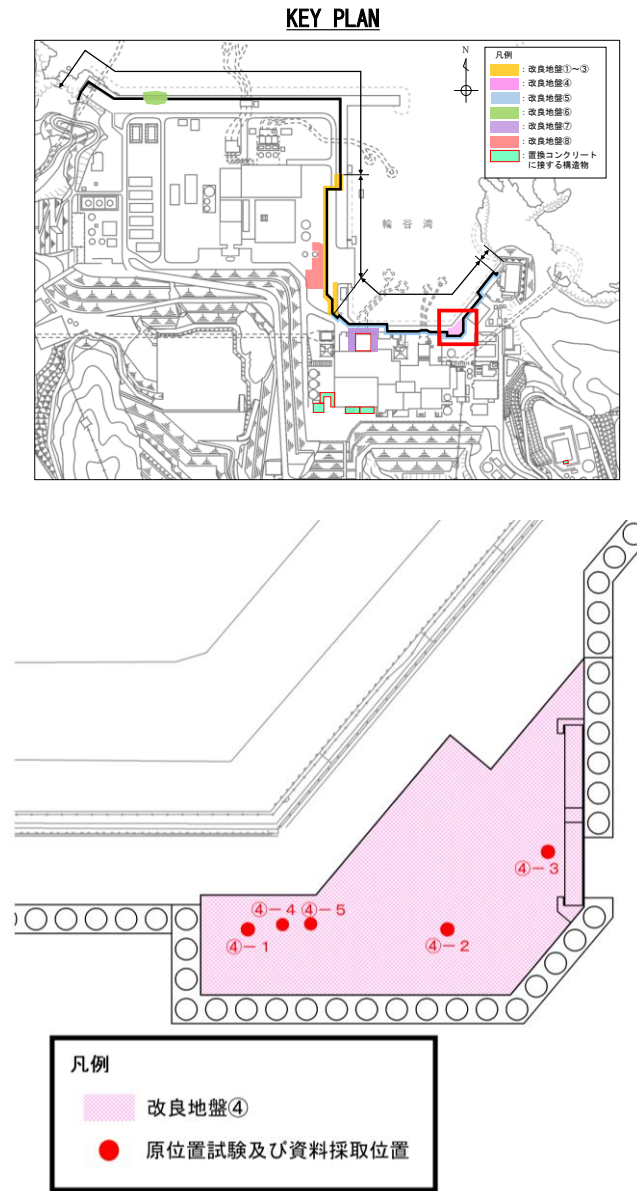 KEY PLAN
N
凡例
：改良地盤①～③
：改良地盤④
：改良地盤⑤
：改良地盤⑥
：改良地盤⑦
：改良地盤⑧
：置換コンクリート
に接する構造物
輪谷湾
④－3
④－4 ④－5
④－1
④－2
凡例
改良地盤④
原位置試験及び資料採取位置